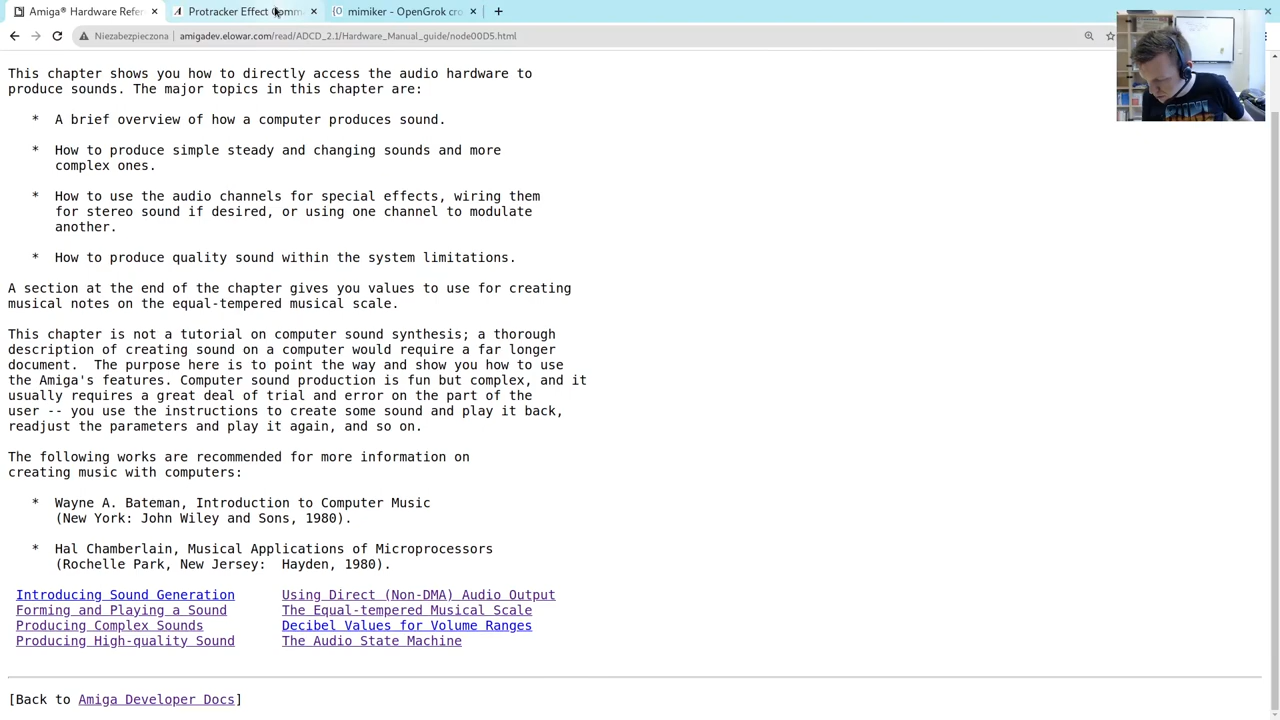 Amiga® Hardware Refer
Protracker Effect Comm
mimiker - OpenGrok cro
Niezabezpieczona
amigadev.elowar.com/read/ADCD_2.1/Hardware_Manual_guide/node00D5.html
This chapter shows you how to directly access the audio hardware to
produce sounds. The major topics in this chapter are:
* A brief overview of how a computer produces sound.
* How to produce simple steady and changing sounds and more
complex ones.
* How to use the audio channels for special effects, wiring them
for stereo sound if desired, or using one channel to modulate
another.
* How to produce quality sound within the system limitations.
A section at the end of the chapter gives you values to use for creating
musical notes on the equal-tempered musical scale.
This chapter is not a tutorial on computer sound synthesis; a thorough
description of creating sound on a computer would require a far longer
document. The purpose here is to point the way and show you how to use
the Amiga's features. Computer sound production is fun but complex, and it
usually requires a great deal of trial and error on the part of the
user -- you use the instructions to create some sound and play it back,
readjust the parameters and play it again, and so on.
The following works are recommended for more information on
creating music with computers:
* Wayne A. Bateman, Introduction to Computer Music
(New York: John Wiley and Sons, 1980).
* Hal Chamberlain, Musical Applications of Microprocessors
(Rochelle Park, New Jersey: Hayden, 1980).
Introducing Sound Generation Using Direct (Non-DMA) Audio Output
Forming and Playing a Sound The Equal-tempered Musical Scale
Producing Complex Sounds Decibel Values for Volume Ranges
Producing High-quality Sound The Audio State Machine
[Back to Amiga Developer Docs]